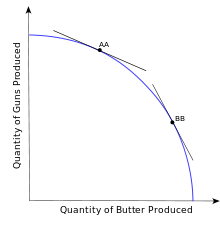 AA
BB
Quantity of Guns Produced
Quantity of Butter Produced